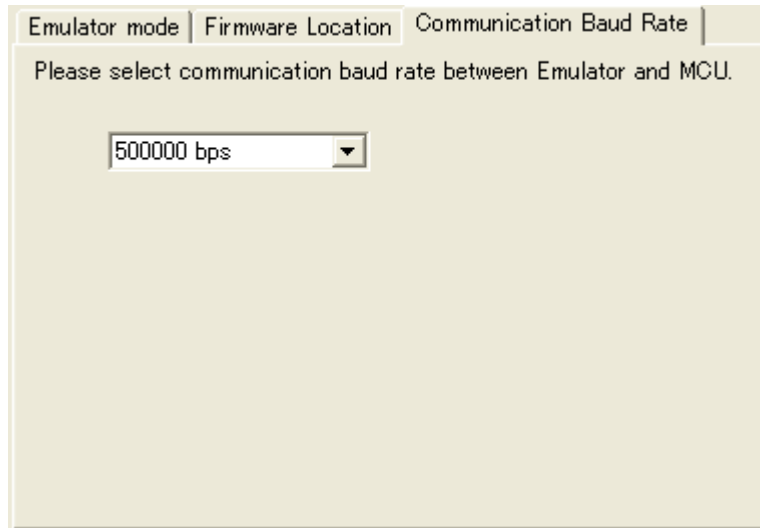 Emulator mode Firmware Location Communication Baud Rate
Please select communication baud rate between Emulator and MCU.
500000 bps